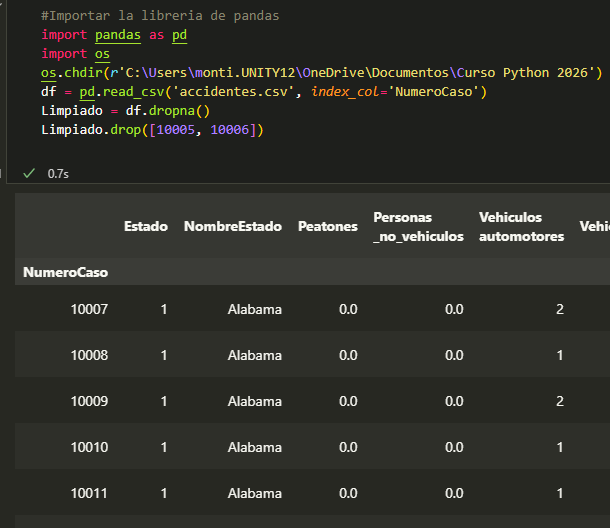 #Importar la libreria de pandas
import pandas as pd
import os
os.chdir(r'C:\Users\monti.UNITY12\OneDrive\Documentos\Curso Python 2026')
df = pd.read_csv('accidentes.csv', index_col='NumeroCaso')
Limpiado = df.dropna()
Limpiado.drop([10005, 10006])
0.7s
Estado NombreEstado Peatones Personas _no_vehiculos Vehiculos automotores Vehi
NumeroCaso
10007 1 Alabama 0.0 0.0 2
10008 1 Alabama 0.0 0.0 1
10009 1 Alabama 0.0 0.0 2
10010 1 Alabama 0.0 0.0 1
10011 1 Alabama 0.0 0.0 1